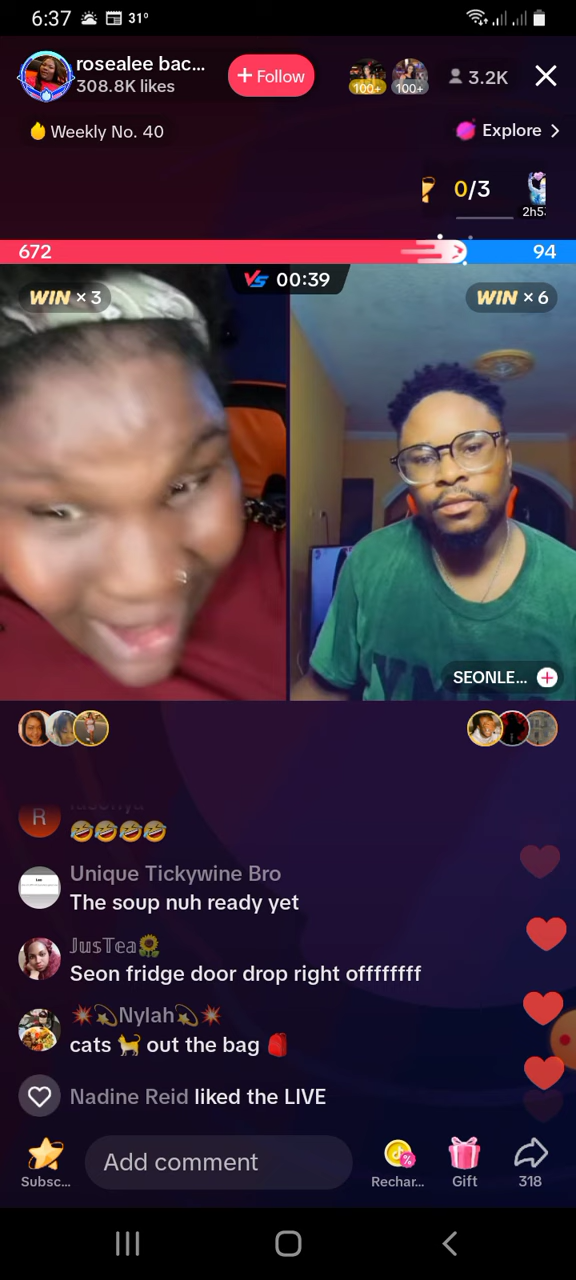 6:37 31°
rosealee bac...
308.8K likes
+ Follow
100+ 100+
3.2K
Weekly No. 40
Explore >
0/3
672 94
VS 00:39
WIN × 3
WIN × 6
SEONLE...
R
🤣🤣🤣🤣
Unique Tickywine Bro
The soup nuh ready yet
𝕁𝕦𝕤𝕋𝕖𝕒🌻
Seon fridge door drop right offffffff
💥💫Nylah💫💥
cats 🐈 out the bag 🎒
Nadine Reid liked the LIVE
Add comment
Subsc... Rechar... Gift 318